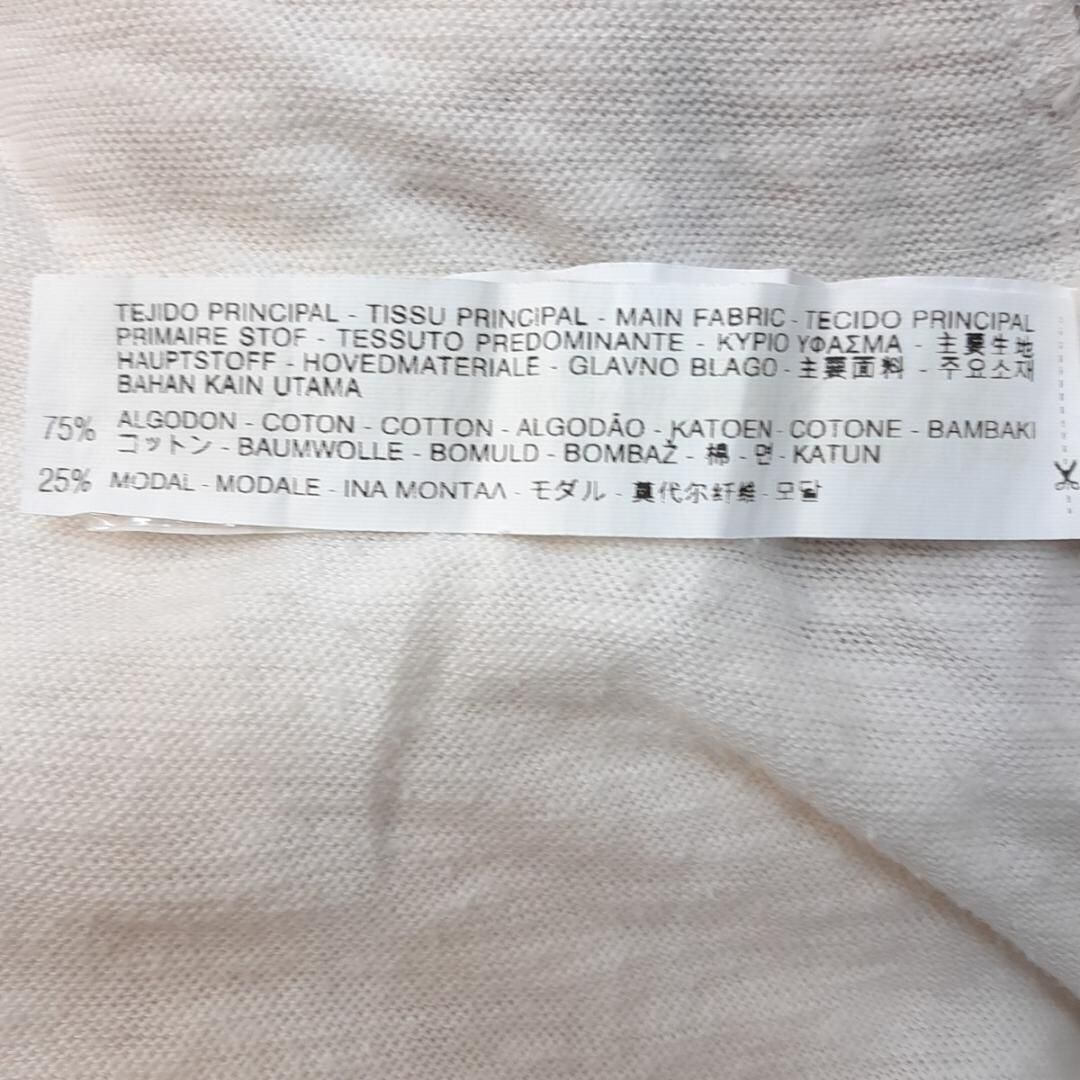 TEJIDO PRINCIPAL - TISSU PRINCIPAL - MAIN FABRIC - TECIDO PRINCIPAL
PRIMAIRE STOF - TESSUTO PREDOMINANTE - ΚΥΡΙΟ ΥΦΑΣΜΑ - 主要生地
HAUPTSTOFF - HOVEDMATERIALE - GLAVNO BLAGO - 主要面料 - 주요소재
BAHAN KAIN UTAMA
75% ALGODON - COTON - COTTON - ALGODÃO - KATOEN - COTONE - BAMBAKI
コットン - BAUMWOLLE - BOMULD - BOMBAŽ - 棉 - 면 - KATUN
25% MODAL - MODALE - ΙΝΑ ΜΟΝΤΑΛ - モダル - 莫代尔纤维 - 모달